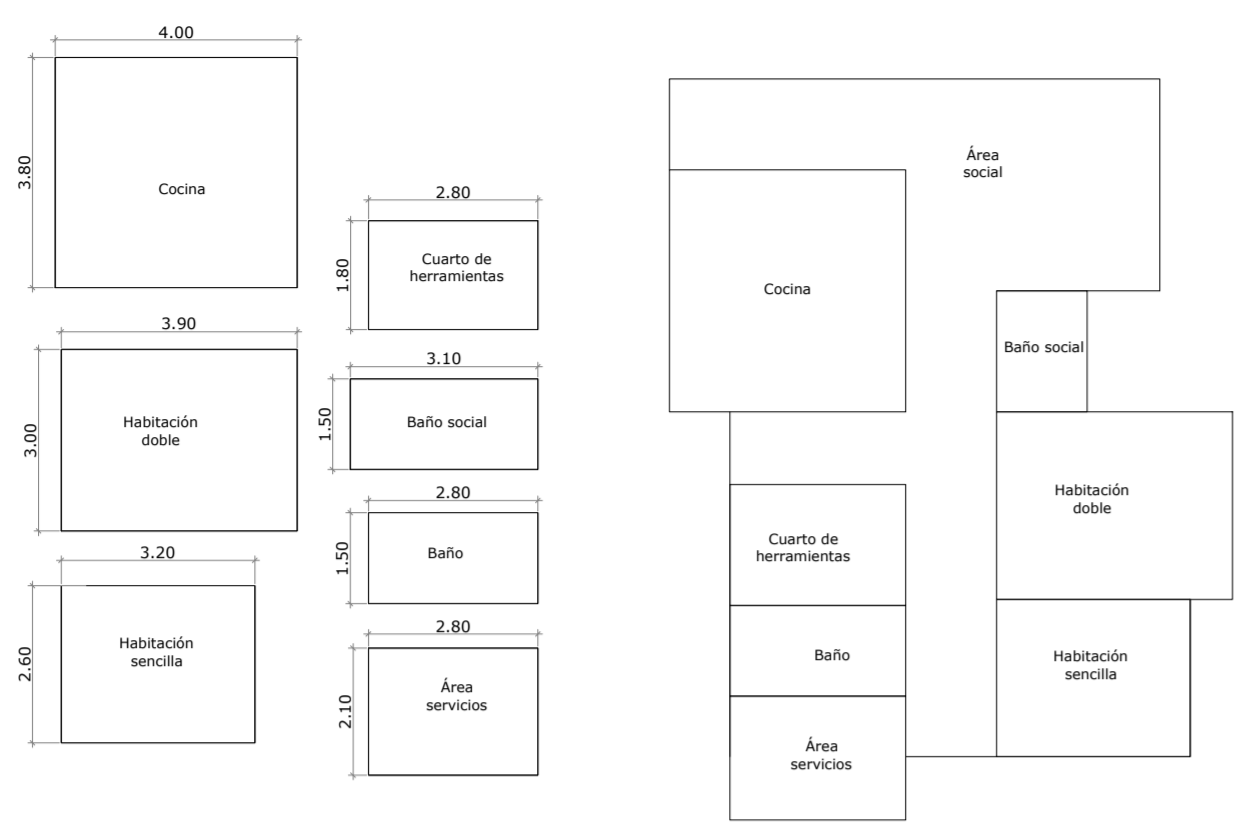 4.00
3.80
Cocina
2.80
1.80
Cuarto de
herramientas
3.90
3.00
Habitación
doble
3.10
1.50
Baño social
2.80
1.50
Baño
3.20
2.60
Habitación
sencilla
2.80
2.10
Área
servicios
Área
social
Cocina
Baño social
Habitación
doble
Cuarto de
herramientas
Baño
Habitación
sencilla
Área
servicios